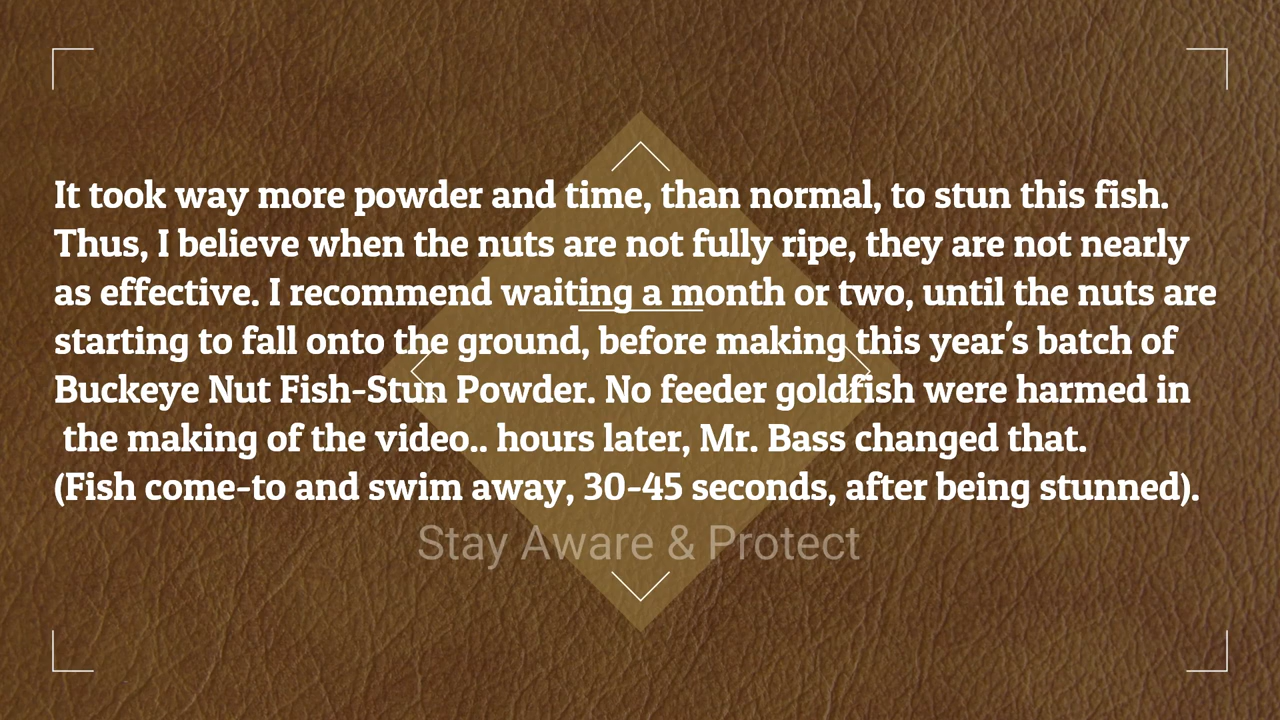 It took way more powder and time, than normal, to stun this fish.
Thus, I believe when the nuts are not fully ripe, they are not nearly
as effective. I recommend waiting a month or two, until the nuts are
starting to fall onto the ground, before making this year's batch of
Buckeye Nut Fish-Stun Powder. No feeder goldfish were harmed in
the making of the video.. hours later, Mr. Bass changed that.
(Fish come-to and swim away, 30-45 seconds, after being stunned).
Stay Aware & Protect